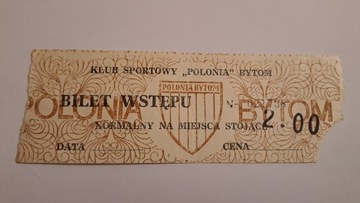 KLUB SPORTOWY „POLONIA” BYTOM
POLONIA BYTOM
POLONIA BYTOM
BILET WSTĘPU
NORMALNY NA MIEJSCA STOJĄCE
2.00
DATA CENA